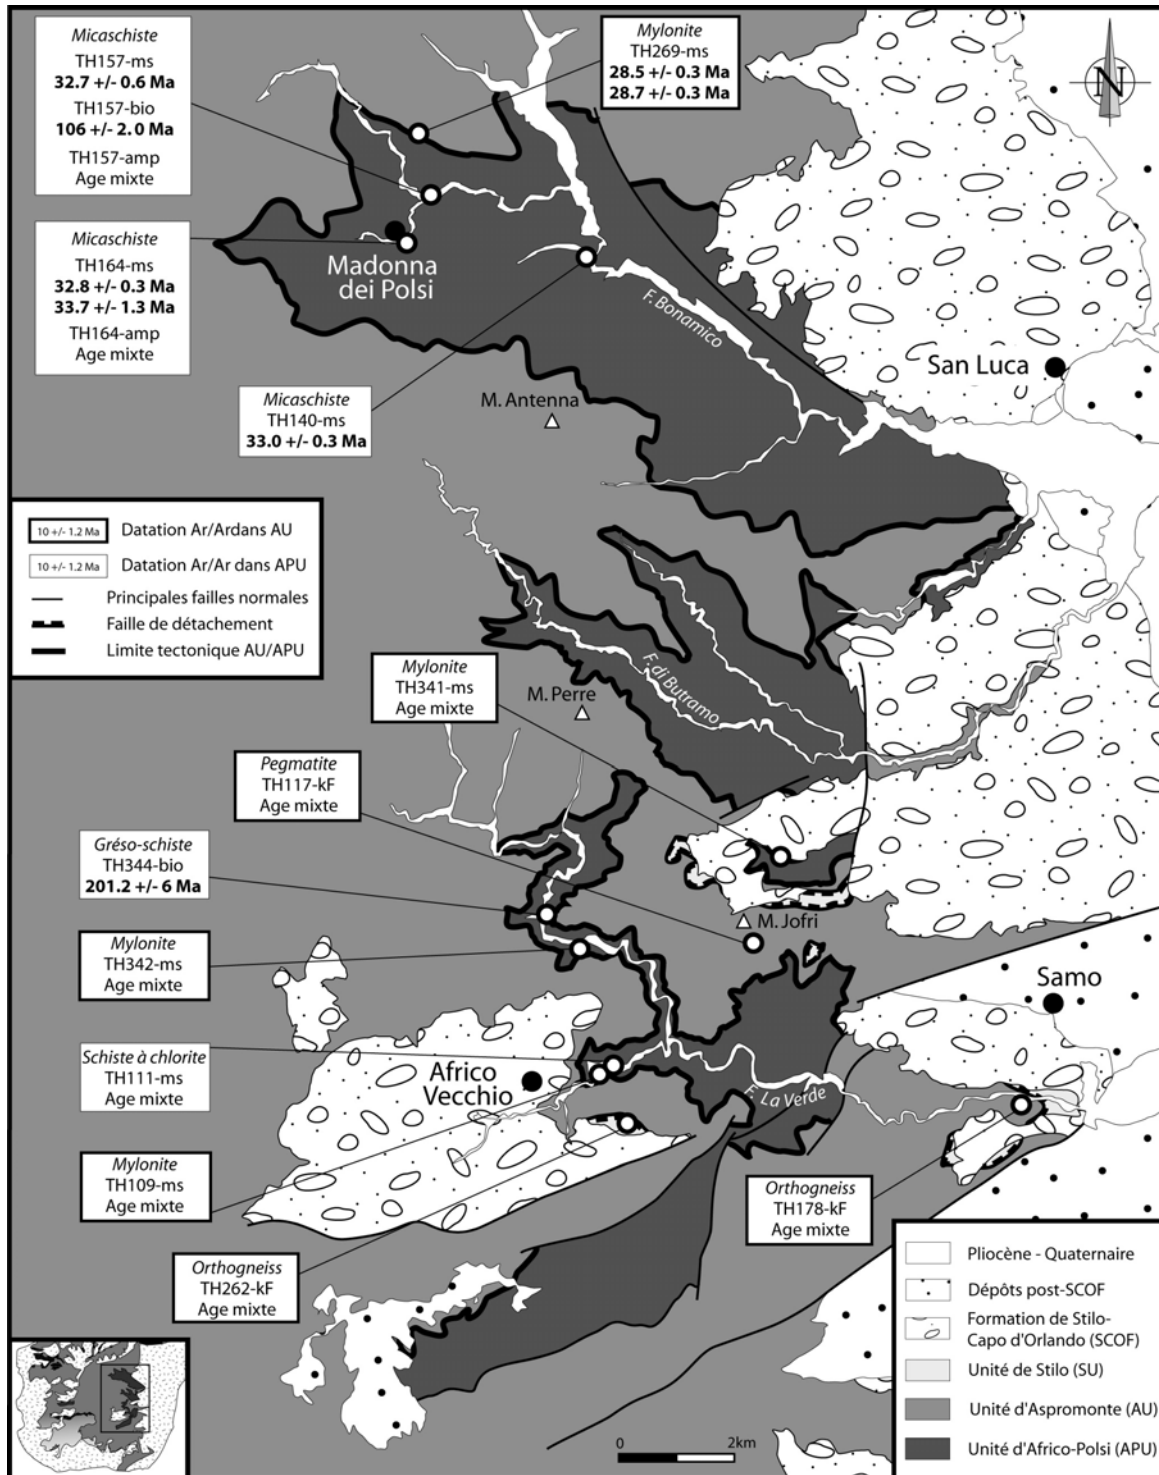 Micaschiste
TH157-ms
32.7 +/- 0.6 Ma
TH157-bio
106 +/- 2. 0 Ma
TH157-amp
Age mixte
Mylonite
TH269-ms
28.5 +/- 0.3 Ma
28.7 +/- 0.3 Ma
N
Micaschiste
TH164-ms
32.8 +/- 0.3 Ma
33.7 +/- 1.3 Ma
TH164-amp
Age mixte
Madonna
dei Polsi
F. Bonamico
San Luca
Micaschiste
TH140-ms
33.0 +/- 0.3 Ma
M. Antenna
10 +/- 1.2 Ma Datation Ar/Ardans AU
10 +/- 1.2 Ma Datation Ar/Ar dans APU
Principales failles normales
Faille de détachement
Limite tectonique AU/APU
Mylonite
TH341-ms
Age mixte
F. di Butramo
M. Perre
Pegmatite
TH117-kF
Age mixte
Gréso-schiste
TH344-bio
201.2 +/- 6 Ma
M. Jofri
Mylonite
TH342-ms
Age mixte
Samo
Schiste à chlorite
TH111-ms
Age mixte
Africo
Vecchio
F. La Verde
Mylonite
TH109-ms
Age mixte
Orthogneiss
TH178-kF
Age mixte
Orthogneiss
TH262-kF
Age mixte
Pliocène - Quaternaire
Dépôts post-SCOF
Formation de Stilo-
Capo d'Orlando (SCOF)
Unité de Stilo (SU)
Unité d'Aspromonte (AU)
Unité d'Africo-Polsi (APU)
0 2km